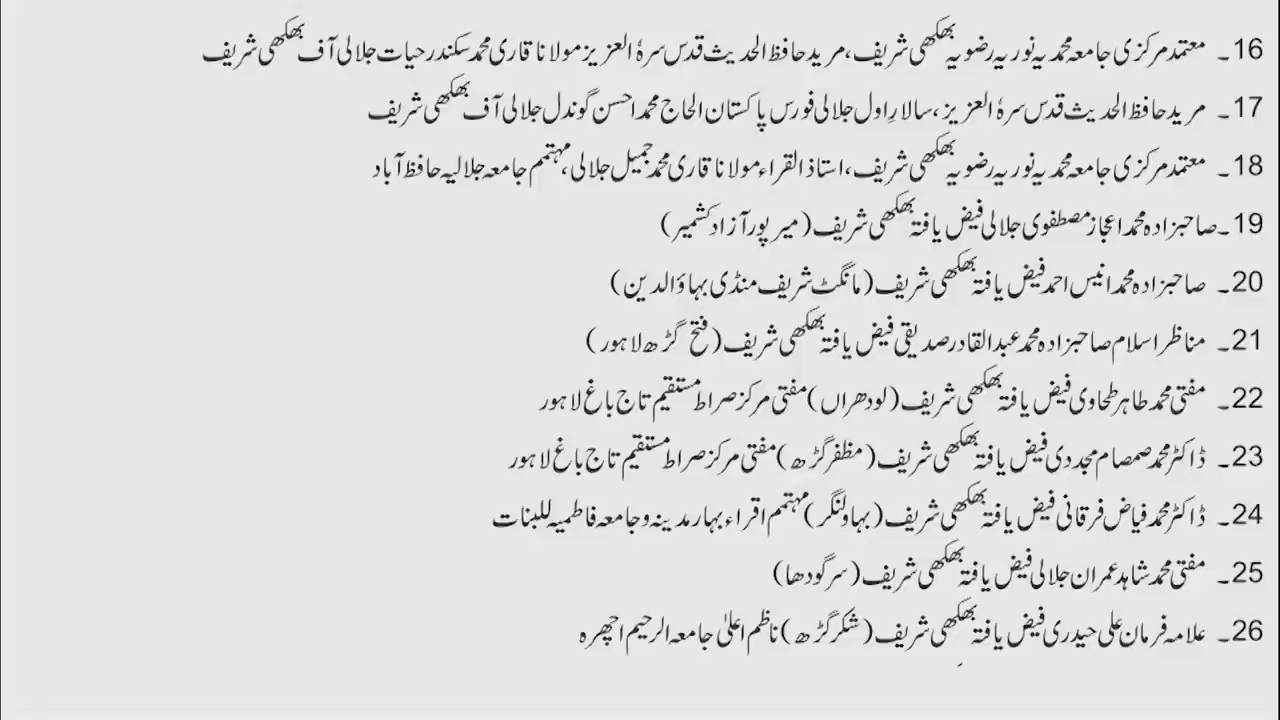 16۔ معتمد مرکزی جامعہ محمدیہ نوریہ رضویہ بھکھی شریف، مرید حافظ الحدیث قدس سرہٗ العزیز مولانا قاری محمد سکندر حیات جلالی آف بھکھی شریف
17۔ مرید حافظ الحدیث قدس سرہٗ العزیز، سالارِ اول جلالی فورس پاکستان الحاج محمد احسن گوندل جلالی آف بھکھی شریف
18۔ معتمد مرکزی جامعہ محمدیہ نوریہ رضویہ بھکھی شریف، استاذ القراء مولانا قاری محمد جمیل جلالی، مہتمم جامعہ جلالیہ حافظ آباد
19۔ صاحبزادہ محمد اعجاز مصطفوی جلالی فیض یافتہ بھکھی شریف (میر پور آزاد کشمیر)
20۔ صاحبزادہ محمد انیس احمد فیض یافتہ بھکھی شریف (مانگٹ شریف منڈی بہاؤالدین)
21۔ مناظر اسلام صاحبزادہ محمد عبدالقادر صدیقی فیض یافتہ بھکھی شریف (فتح گڑھ لاہور)
22۔ مفتی محمد طاہر طحاوی فیض یافتہ بھکھی شریف (لودھراں) مفتی مرکز صراط مستقیم تاج باغ لاہور
23۔ ڈاکٹر محمد صمصام مجددی فیض یافتہ بھکھی شریف (مظفر گڑھ) مفتی مرکز صراط مستقیم تاج باغ لاہور
24۔ ڈاکٹر محمد فیاض فرقانی فیض یافتہ بھکھی شریف (بہاولنگر) مہتمم اقراء بہار مدینہ و جامعہ فاطمیہ للبنات
25۔ مفتی محمد شاہد عمران جلالی فیض یافتہ بھکھی شریف (سرگودھا)
26۔ علامہ فرمان علی حیدری فیض یافتہ بھکھی شریف (شکر گڑھ) ناظم اعلیٰ جامعہ الرحیم اچھرہ